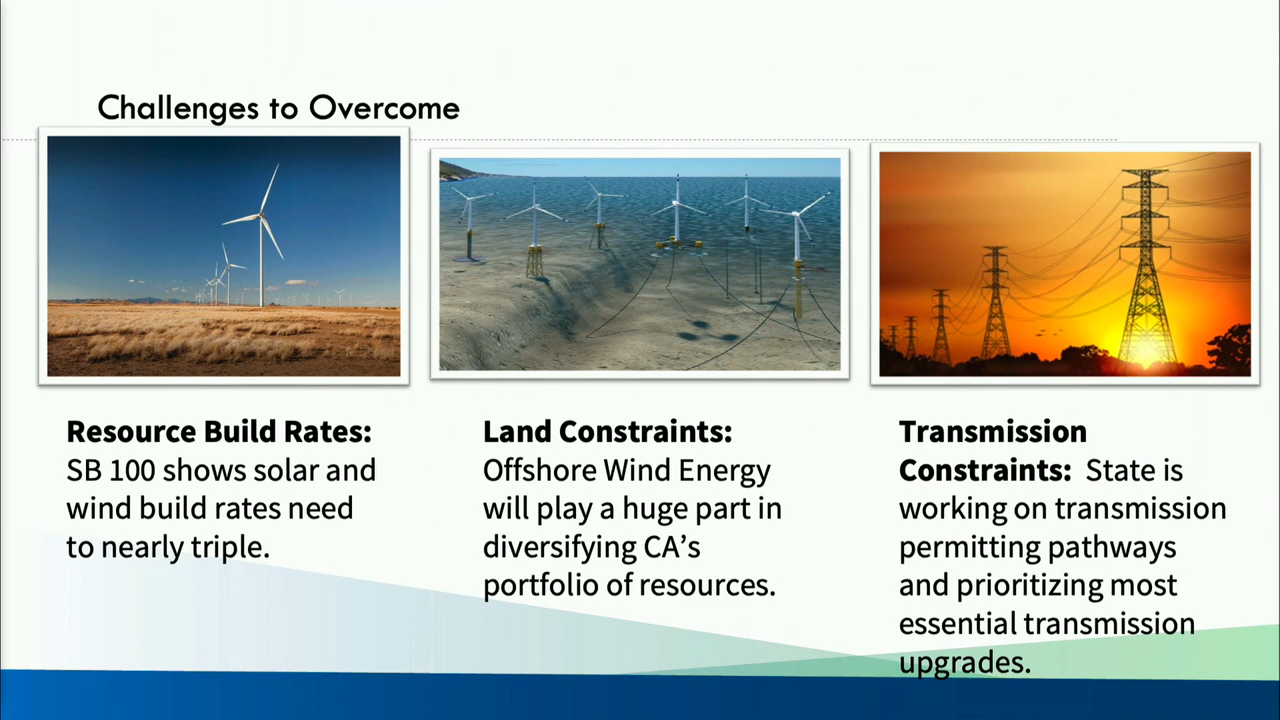 Challenges to Overcome
Resource Build Rates:
SB 100 shows solar and
wind build rates need
to nearly triple.
Land Constraints:
Offshore Wind Energy
will play a huge part in
diversifying CA’s
portfolio of resources.
Transmission
Constraints: State is
working on transmission
permitting pathways
and prioritizing most
essential transmission
upgrades.